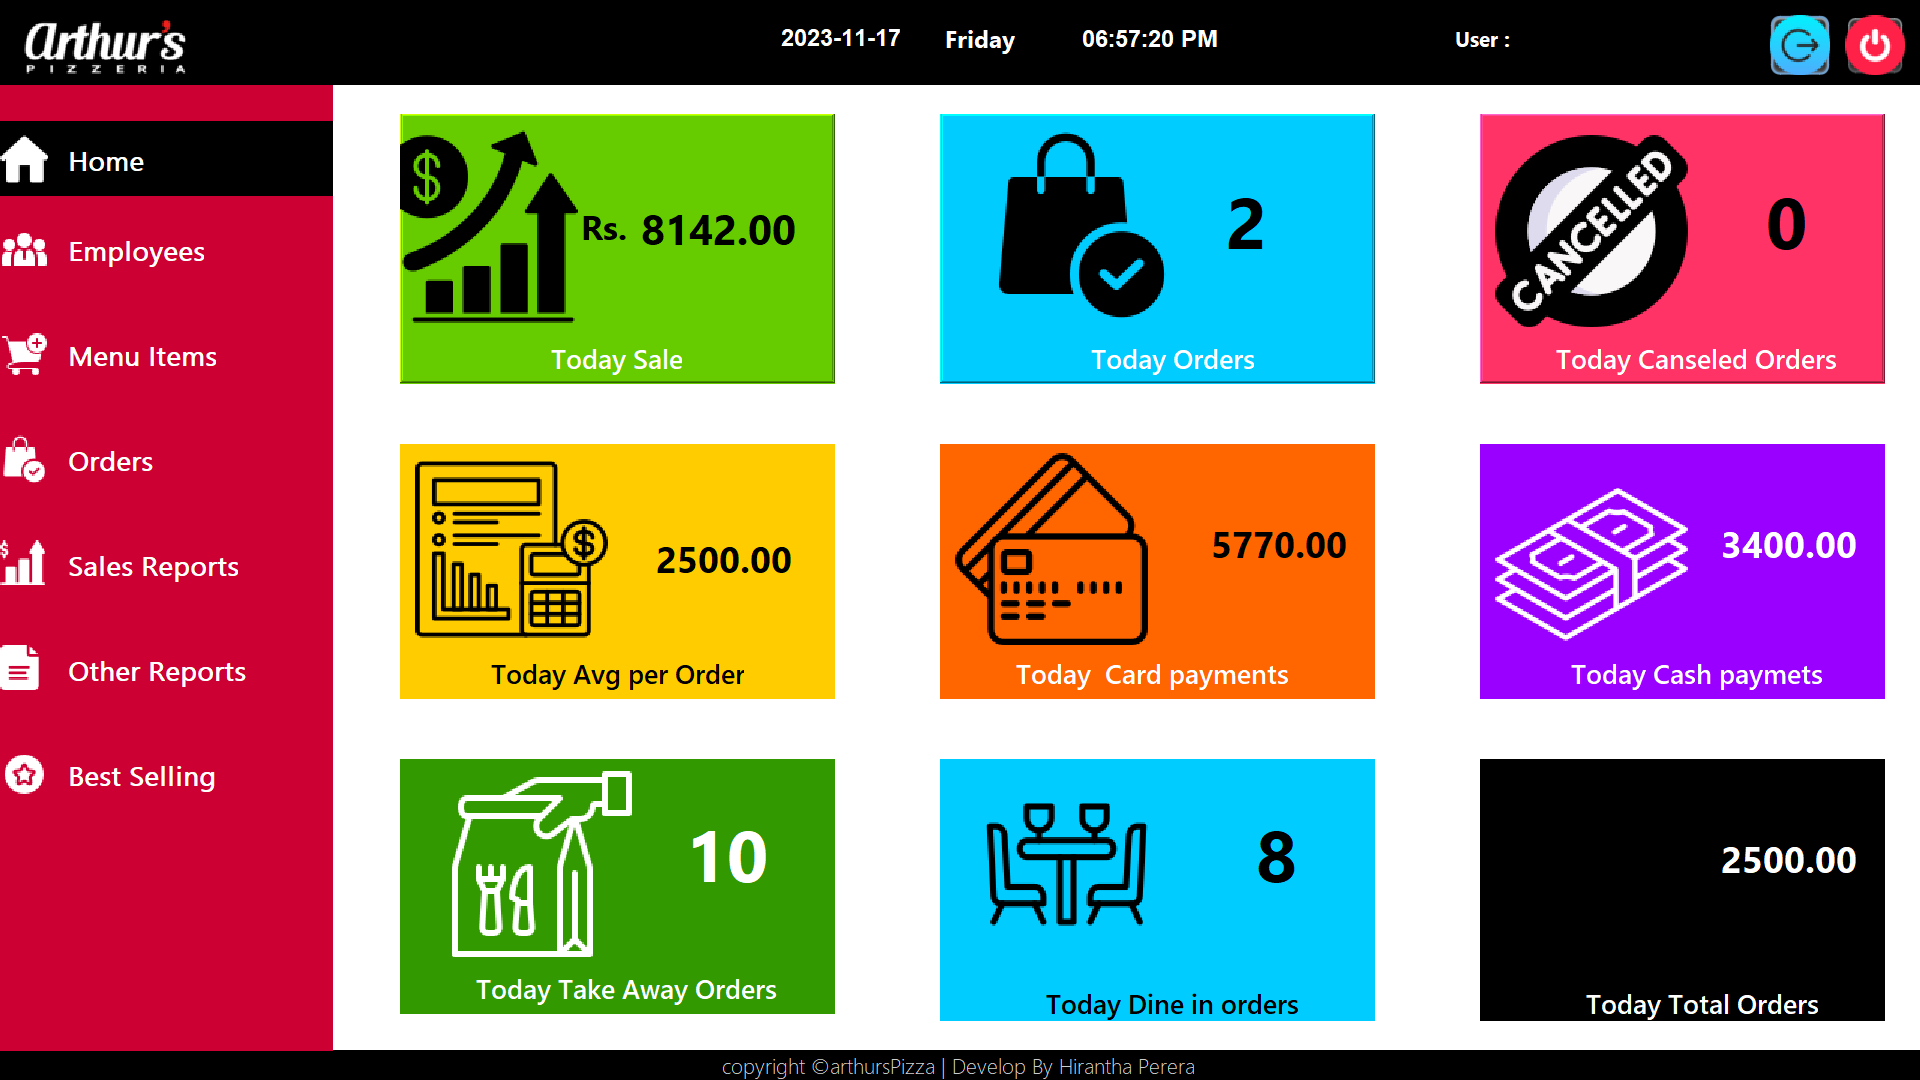 Arthur's
PIZZERIA
2023-11-17 Friday 06:57:20 PM User :
Home
Employees
Menu Items
Orders
Sales Reports
Other Reports
Best Selling
$
Rs. 8142.00
Today Sale
2
Today Orders
CANCELLED
0
Today Canseled Orders
$
2500.00
Today Avg per Order
5770.00
Today  Card payments
3400.00
Today Cash paymets
10
Today Take Away Orders
8
Today Dine in orders
2500.00
Today Total Orders
copyright ©arthursPizza | Develop By Hirantha Perera